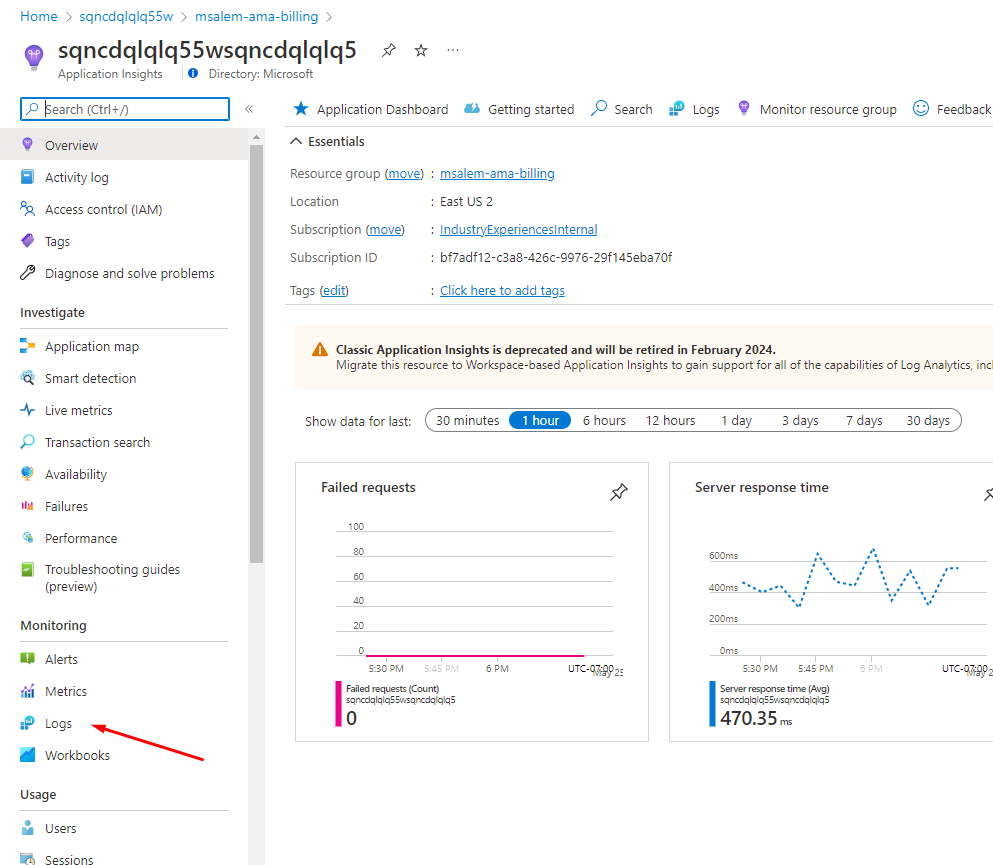 Home > sqncdqlqlq55w > msalem-ama-billing >
sqncdqlqlq55wsqncdqlqlq5
Application Insights
Directory: Microsoft
Search (Ctrl+/)
Overview
Activity log
Access control (IAM)
Tags
Diagnose and solve problems
Investigate
Application map
Smart detection
Live metrics
Transaction search
Availability
Failures
Performance
Troubleshooting guides
(preview)
Monitoring
Alerts
Metrics
Logs
Workbooks
Usage
Users
Sessions
Application Dashboard Getting started Search Logs Monitor resource group Feedback
Essentials
Resource group (move) : msalem-ama-billing
Location : East US 2
Subscription (move) : IndustryExperiencesInternal
Subscription ID : bf7adf12-c3a8-426c-9976-29f145eba70f
Tags (edit) : Click here to add tags
Classic Application Insights is deprecated and will be retired in February 2024.
Migrate this resource to Workspace-based Application Insights to gain support for all of the capabilities of Log Analytics, incl
Show data for last: 30 minutes 1 hour 6 hours 12 hours 1 day 3 days 7 days 30 days
Failed requests
100
80
60
40
20
0
5:30 PM 5:45 PM 6 PM UTC-07:00
May 25
Failed requests (Count)
sqncdqlqlq55wsqncdqlqlq5
0
Server response time
600ms
400ms
200ms
0ms
5:30 PM 5:45 PM 6 PM UTC-07:00
May 2
Server response time (Avg)
sqncdqlqlq55wsqncdqlqlq5
470.35 ms